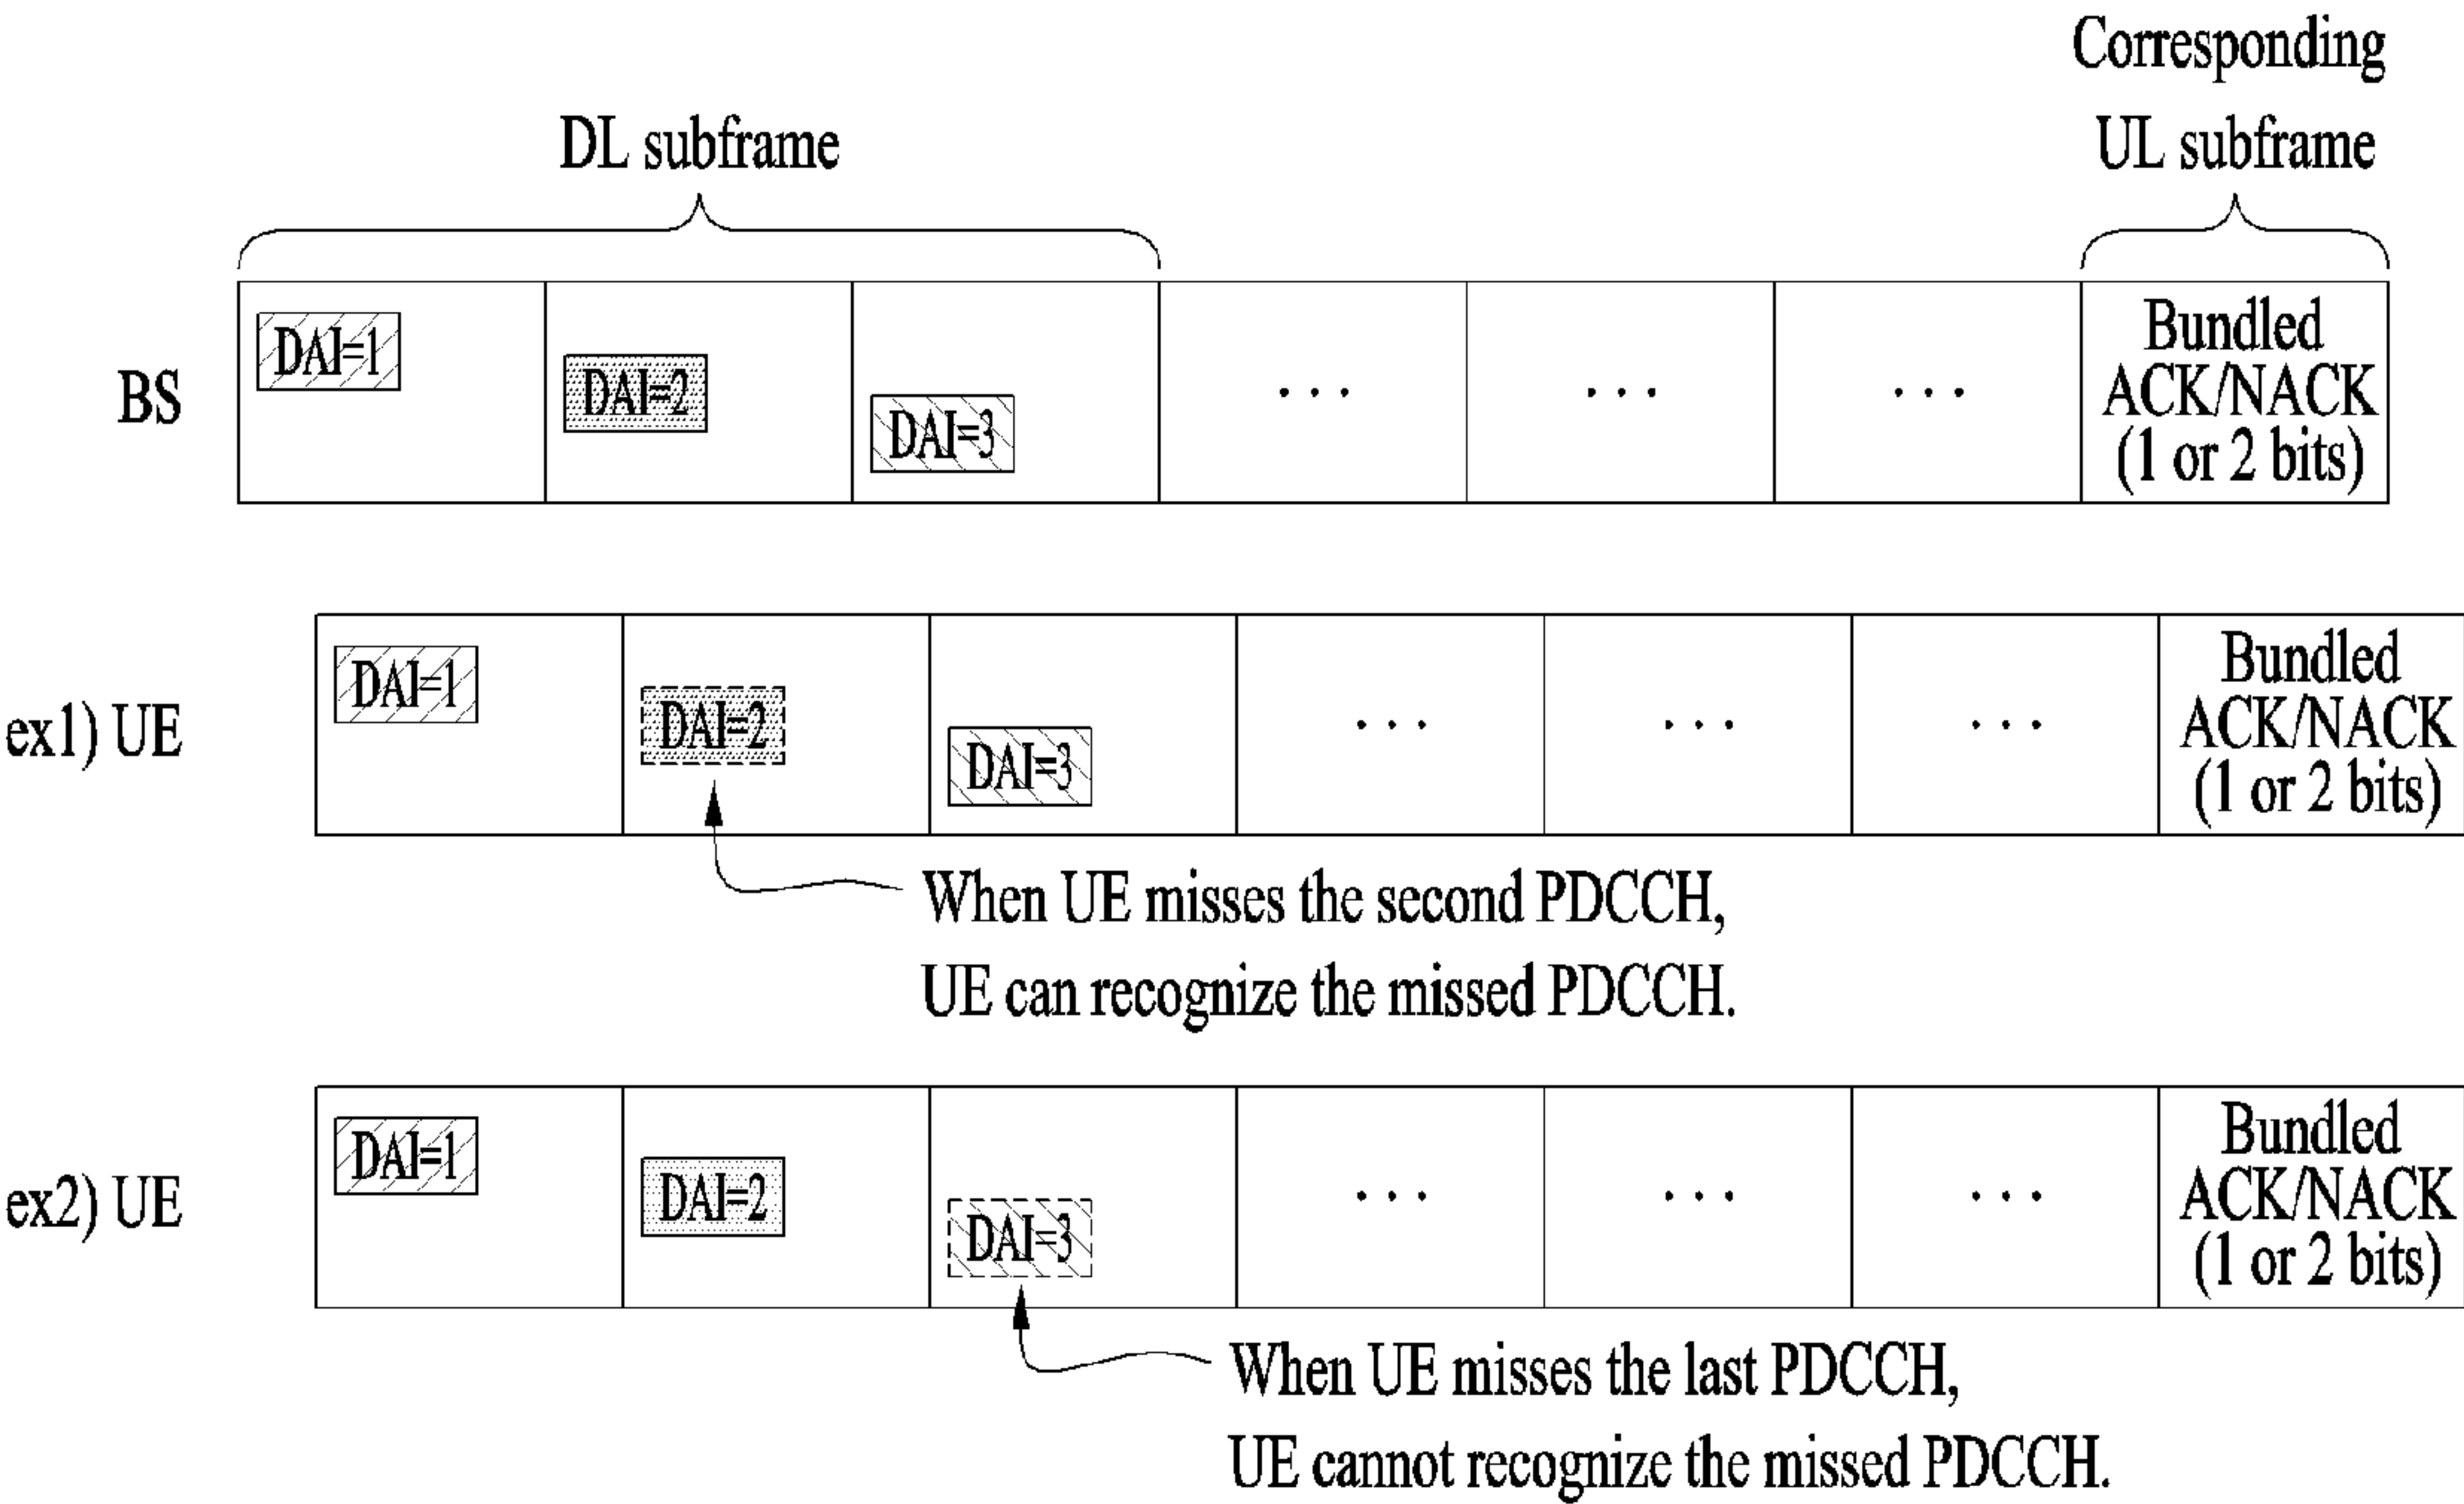 Corresponding
DL subframe
UL subframe
BS
DAI=1
DAI=2
DAI=3
...
...
...
Bundled
ACK/NACK
(1 or 2 bits)
ex1) UE
DAI=1
DAI=2
DAI=3
...
...
...
Bundled
ACK/NACK
(1 or 2 bits)
When UE misses the second PDCCH,
UE can recognize the missed PDCCH.
ex2) UE
DAI=1
DAI=2
DAI=3
...
...
...
Bundled
ACK/NACK
(1 or 2 bits)
When UE misses the last PDCCH,
UE cannot recognize the missed PDCCH.